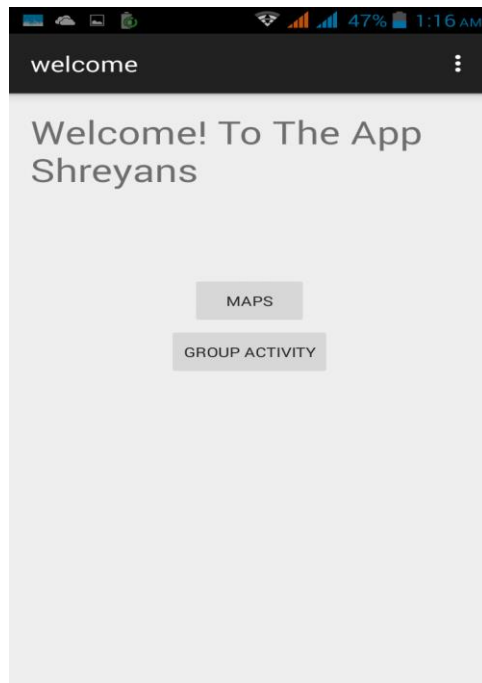 47% 1:16 AM
welcome
Welcome! To The App
Shreyans
MAPS
GROUP ACTIVITY